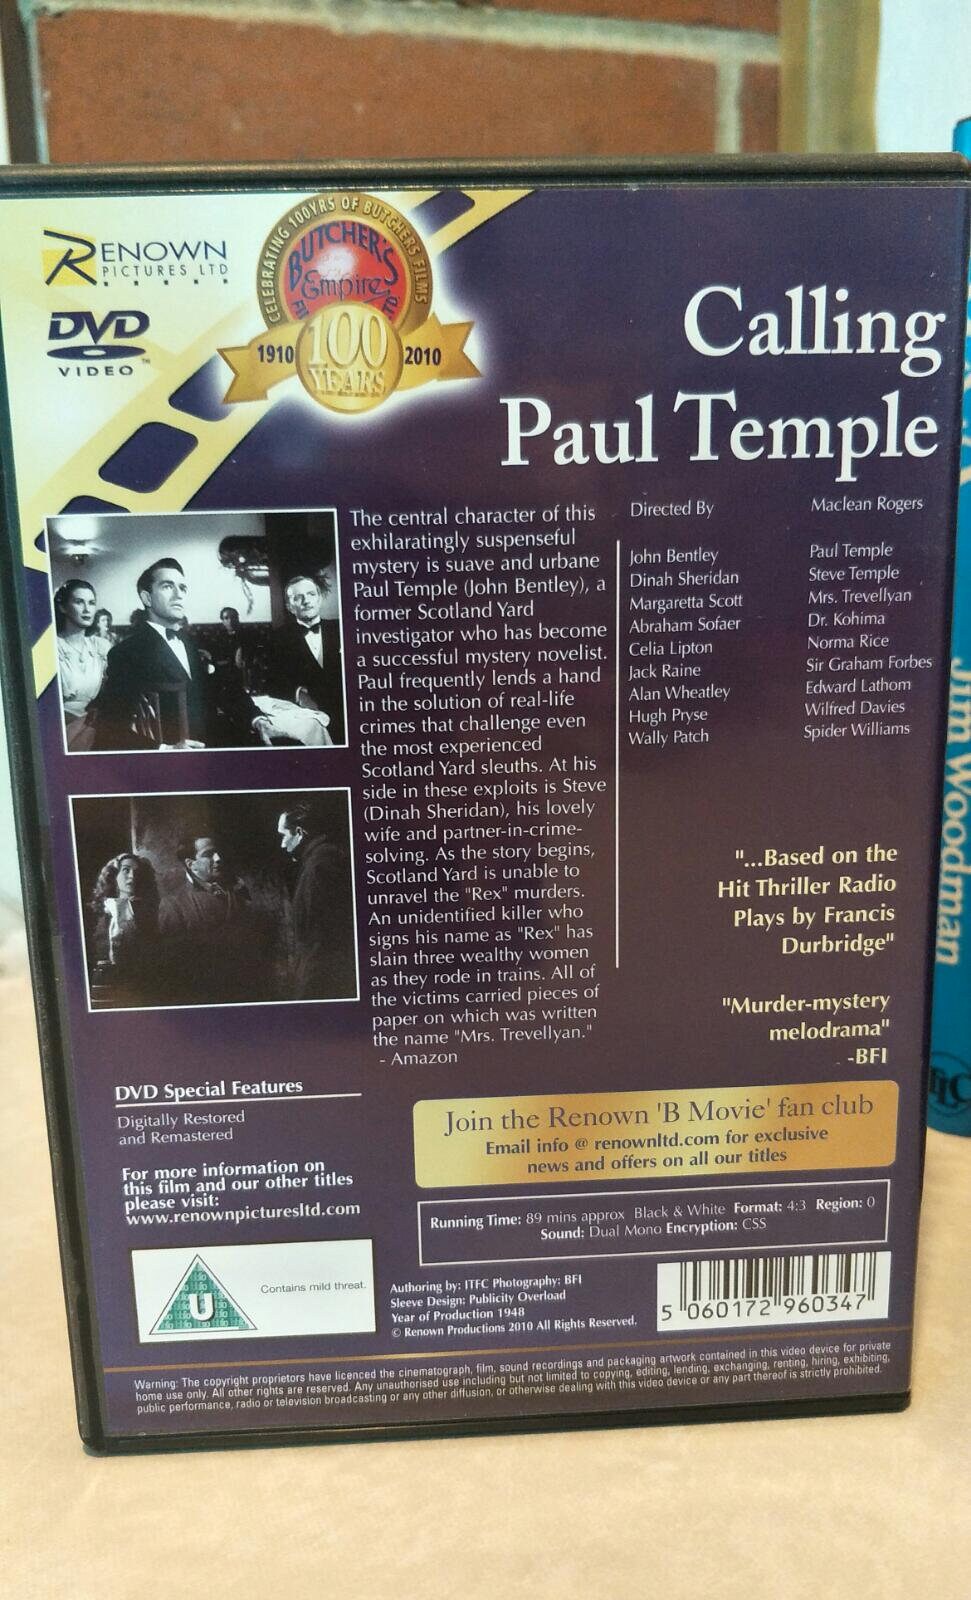 RENOWN
PICTURES LTD
DVD
VIDEO
TM
CELEBRATING 100YRS OF BUTCHERS FILMS
BUTCHER'S
Empire
1910 100 2010
YEARS
Calling
Paul Temple
The central character of this
exhilaratingly suspenseful
mystery is suave and urbane
Paul Temple (John Bentley), a
former Scotland Yard
investigator who has become
a successful mystery novelist.
Paul frequently lends a hand
in the solution of real-life
crimes that challenge even
the most experienced
Scotland Yard sleuths. At his
side in these exploits is Steve
(Dinah Sheridan), his lovely
wife and partner-in-crime-
solving. As the story begins,
Scotland Yard is unable to
unravel the "Rex" murders.
An unidentified killer who
signs his name as "Rex" has
slain three wealthy women
as they rode in trains. All of
the victims carried pieces of
paper on which was written
the name "Mrs. Trevellyan."
- Amazon
Directed By Maclean Rogers
John Bentley Paul Temple
Dinah Sheridan Steve Temple
Margaretta Scott Mrs. Trevellyan
Abraham Sofaer Dr. Kohima
Celia Lipton Norma Rice
Jack Raine Sir Graham Forbes
Alan Wheatley Edward Lathom
Hugh Pryse Wilfred Davies
Wally Patch Spider Williams
"...Based on the
Hit Thriller Radio
Plays by Francis
Durbridge"
"Murder-mystery
melodrama"
-BFI
DVD Special Features
Digitally Restored
and Remastered
For more information on
this film and our other titles
please visit:
www.renownpicturesltd.com
Join the Renown 'B Movie' fan club
Email info @ renownltd.com for exclusive
news and offers on all our titles
Running Time: 89 mins approx Black & White Format: 4:3 Region: 0
Sound: Dual Mono Encryption: CSS
U
Contains mild threat.
Authoring by: ITFC Photography: BFI
Sleeve Design: Publicity Overload
Year of Production 1948
© Renown Productions 2010 All Rights Reserved.
5 060172 960347
Warning: The copyright proprietors have licenced the cinematograph, film, sound recordings and packaging artwork contained in this video device for private
home use only. All other rights are reserved. Any unauthorised use including but not limited to copying, editing, lending, exchanging, renting, hiring, exhibiting,
public performance, radio or television broadcasting or any other diffusion, or otherwise dealing with this video device or any part thereof is strictly prohibited.
Jim Woodman